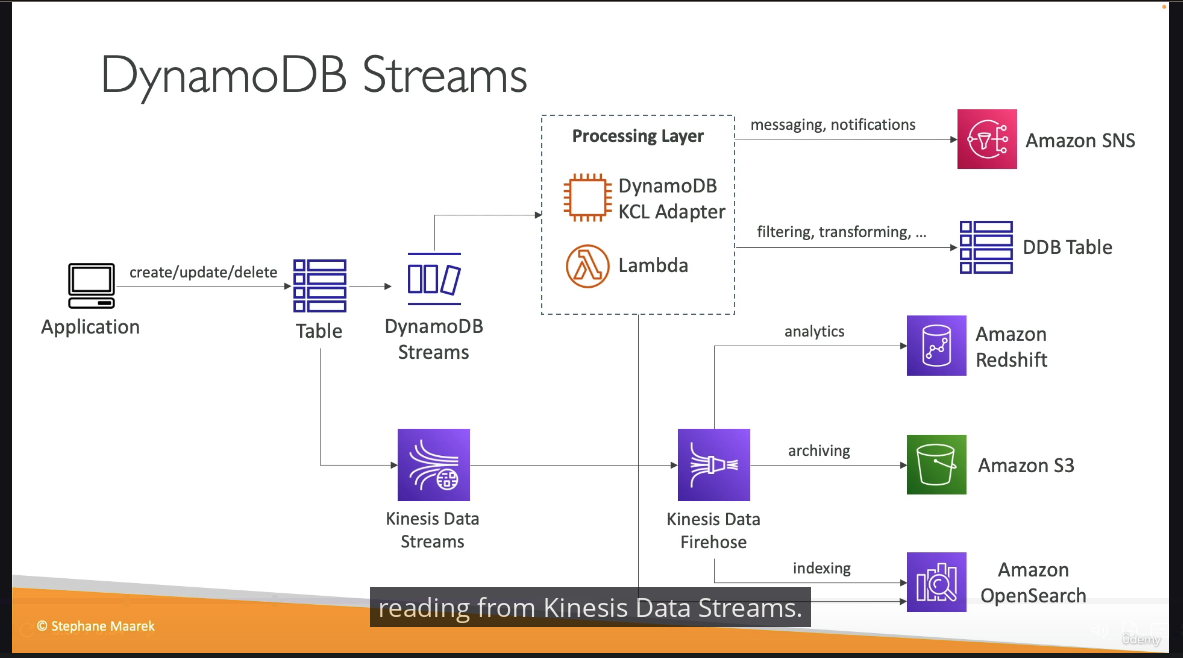 DynamoDB Streams
Processing Layer
DynamoDB
KCL Adapter
Lambda
messaging, notifications
Amazon SNS
filtering, transforming, ...
DDB Table
create/update/delete
Application
Table
DynamoDB
Streams
analytics
Amazon
Redshift
archiving
Amazon S3
Kinesis Data
Streams
Kinesis Data
Firehose
indexing
Amazon
OpenSearch
reading from Kinesis Data Streams.
© Stephane Maarek
ûdemy